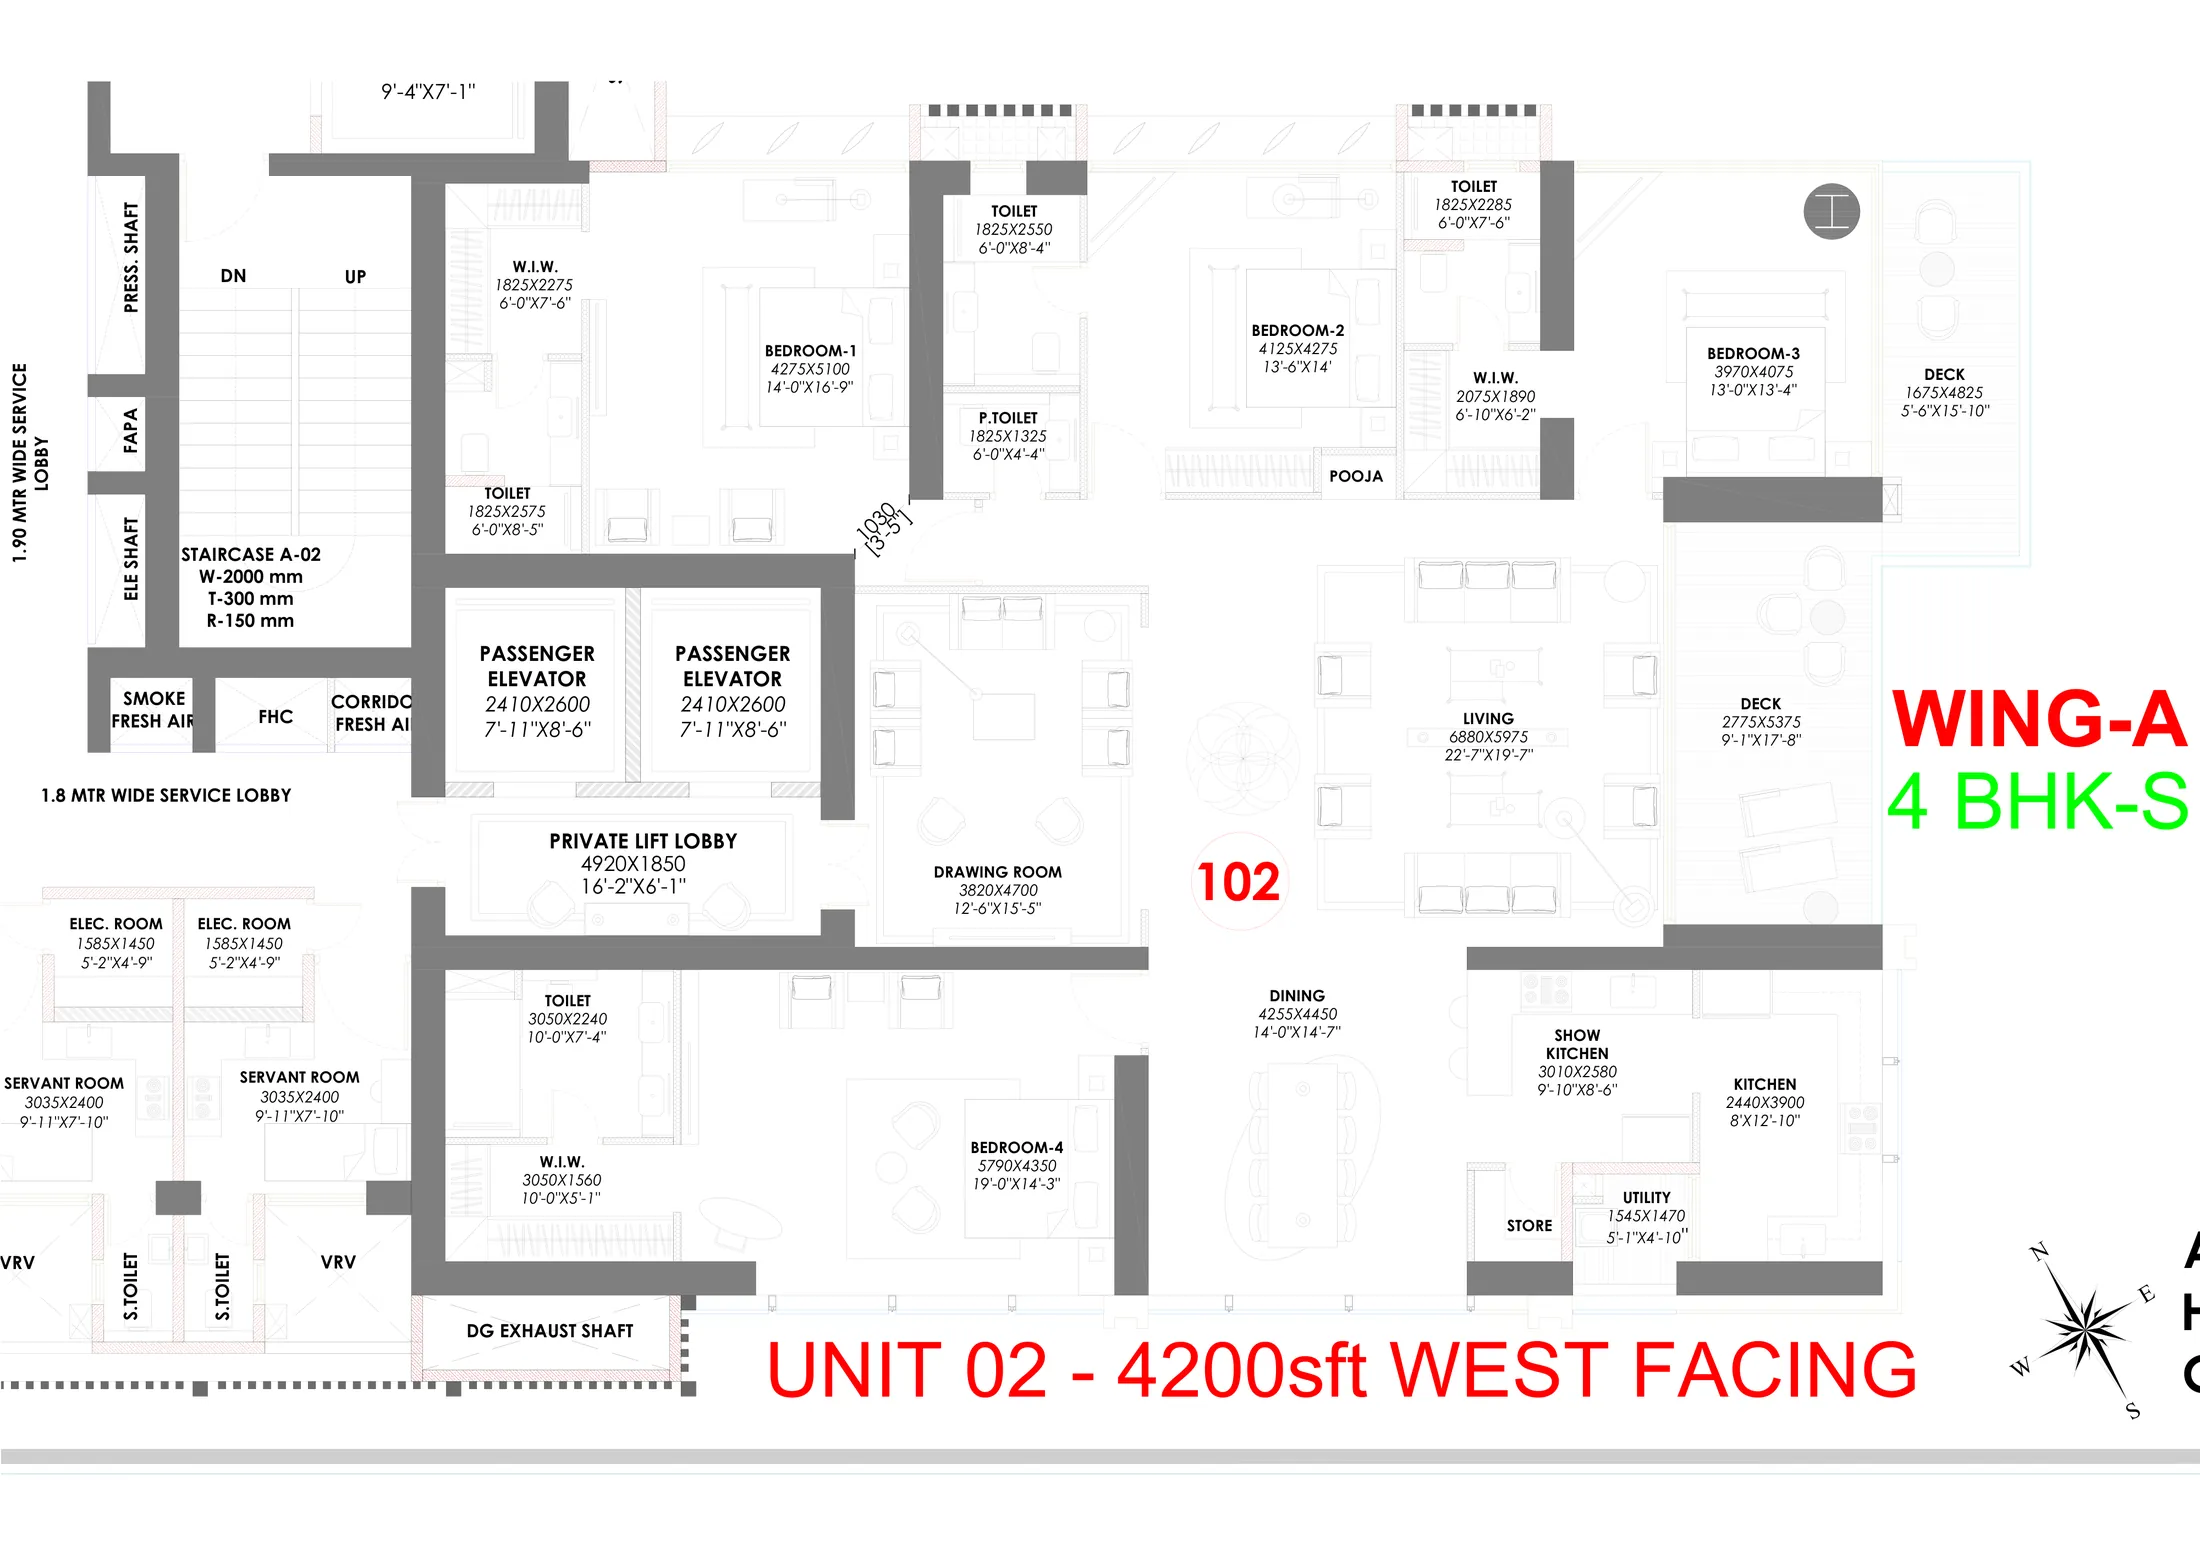 9'-4"X7'-1"
PRESS. SHAFT
DN
UP
FAPA
ELE SHAFT
1.90 MTR WIDE SERVICE
LOBBY
STAIRCASE A-02
W-2000 mm
T-300 mm
R-150 mm
SMOKE
FRESH AIR
FHC
CORRIDO
FRESH AI
1.8 MTR WIDE SERVICE LOBBY
W.I.W.
1825X2275
6'-0"X7'-6"
TOILET
1825X2575
6'-0"X8'-5"
BEDROOM-1
4275X5100
14'-0"X16'-9"
1030
[3'-5"]
TOILET
1825X2550
6'-0"X8'-4"
P.TOILET
1825X1325
6'-0"X4'-4"
BEDROOM-2
4125X4275
13'-6"X14'
POOJA
TOILET
1825X2285
6'-0"X7'-6"
W.I.W.
2075X1890
6'-10"X6'-2"
BEDROOM-3
3970X4075
13'-0"X13'-4"
DECK
1675X4825
5'-6"X15'-10"
PASSENGER
ELEVATOR
2410X2600
7'-11"X8'-6"
PASSENGER
ELEVATOR
2410X2600
7'-11"X8'-6"
PRIVATE LIFT LOBBY
4920X1850
16'-2"X6'-1"
DRAWING ROOM
3820X4700
12'-6"X15'-5"
102
LIVING
6880X5975
22'-7"X19'-7"
DECK
2775X5375
9'-1"X17'-8"
WING-A
4 BHK-S
ELEC. ROOM
1585X1450
5'-2"X4'-9"
ELEC. ROOM
1585X1450
5'-2"X4'-9"
SERVANT ROOM
3035X2400
9'-11"X7'-10"
SERVANT ROOM
3035X2400
9'-11"X7'-10"
VRV
S.TOILET
S.TOILET
VRV
TOILET
3050X2240
10'-0"X7'-4"
W.I.W.
3050X1560
10'-0"X5'-1"
BEDROOM-4
5790X4350
19'-0"X14'-3"
DINING
4255X4450
14'-0"X14'-7"
SHOW
KITCHEN
3010X2580
9'-10"X8'-6"
KITCHEN
2440X3900
8'X12'-10"
STORE
UTILITY
1545X1470
5'-1"X4'-10"
DG EXHAUST SHAFT
UNIT 02 - 4200sft WEST FACING
N
E
W
S